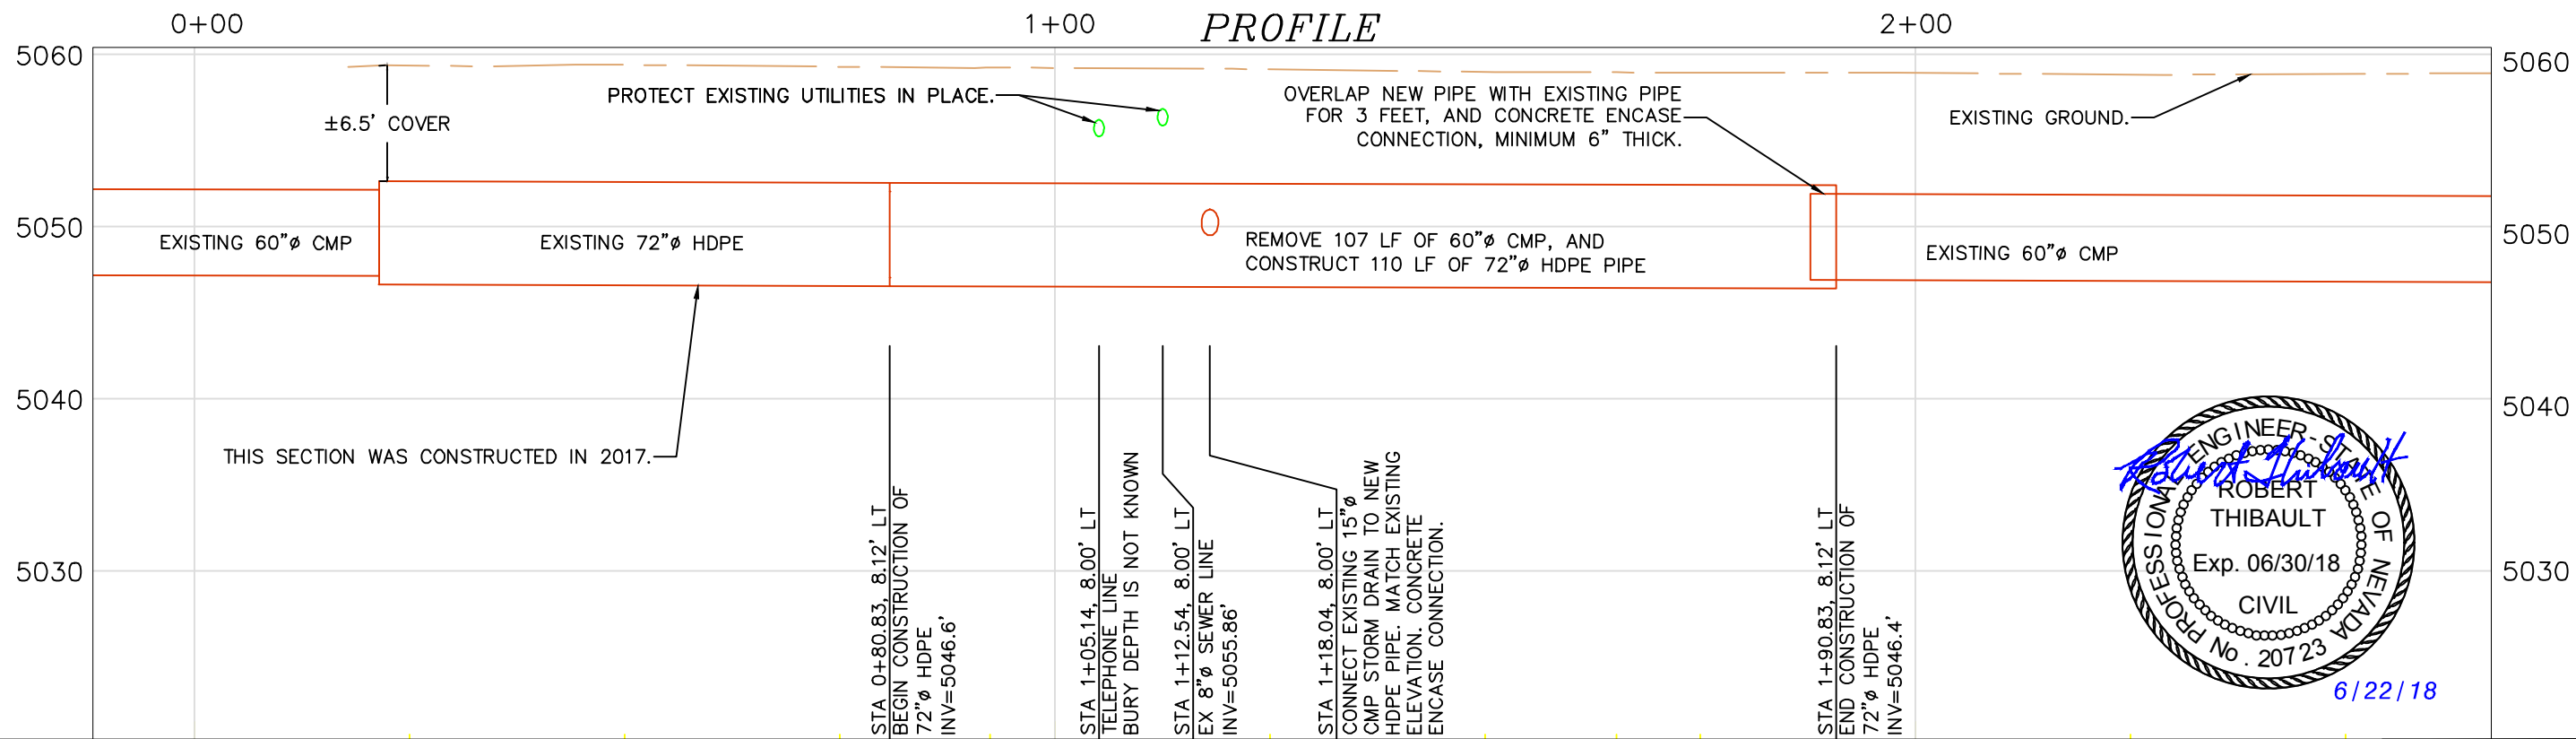 0+00
1+00
PROFILE
2+00
5060
5060
±6.5' COVER
PROTECT EXISTING UTILITIES IN PLACE.
OVERLAP NEW PIPE WITH EXISTING PIPE
FOR 3 FEET, AND CONCRETE ENCASE
CONNECTION, MINIMUM 6" THICK.
EXISTING GROUND.
5050
5050
EXISTING 60"ø CMP
EXISTING 72"ø HDPE
REMOVE 107 LF OF 60"ø CMP, AND
CONSTRUCT 110 LF OF 72"ø HDPE PIPE
EXISTING 60"ø CMP
5040
5040
THIS SECTION WAS CONSTRUCTED IN 2017.
5030
5030
STA 0+80.83, 8.12' LT
BEGIN CONSTRUCTION OF
72"ø HDPE
INV=5046.6'
STA 1+05.14, 8.00' LT
TELEPHONE LINE
BURY DEPTH IS NOT KNOWN
STA 1+12.54, 8.00' LT
EX 8"ø SEWER LINE
INV=5055.86'
STA 1+18.04, 8.00' LT
CONNECT EXISTING 15"ø
CMP STORM DRAIN TO NEW
HDPE PIPE. MATCH EXISTING
ELEVATION. CONCRETE
ENCASE CONNECTION.
STA 1+90.83, 8.12' LT
END CONSTRUCTION OF
72"ø HDPE
INV=5046.4'
PROFESSIONAL ENGINEER-STATE OF NEVADA
Robert Thibault
ROBERT
THIBAULT
Exp. 06/30/18
CIVIL
No. 20723
6/22/18